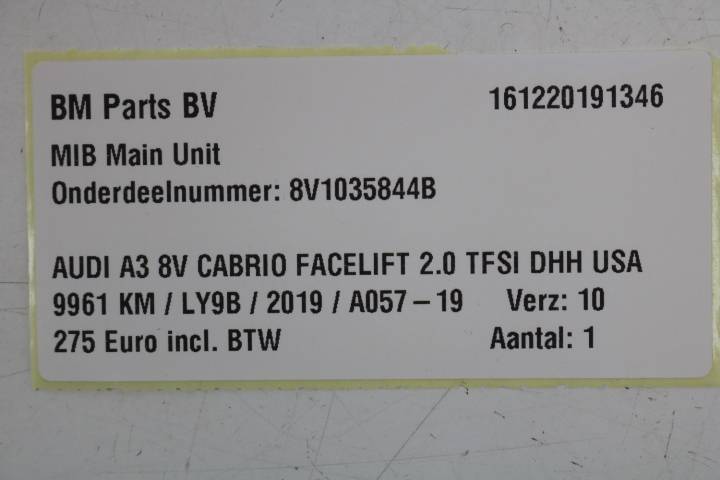 BM Parts BV 161220191346
MIB Main Unit
Onderdeelnummer: 8V1035844B
AUDI A3 8V CABRIO FACELIFT 2.0 TFSI DHH USA
9961 KM / LY9B / 2019 / A057 – 19 Verz: 10
275 Euro incl. BTW Aantal: 1